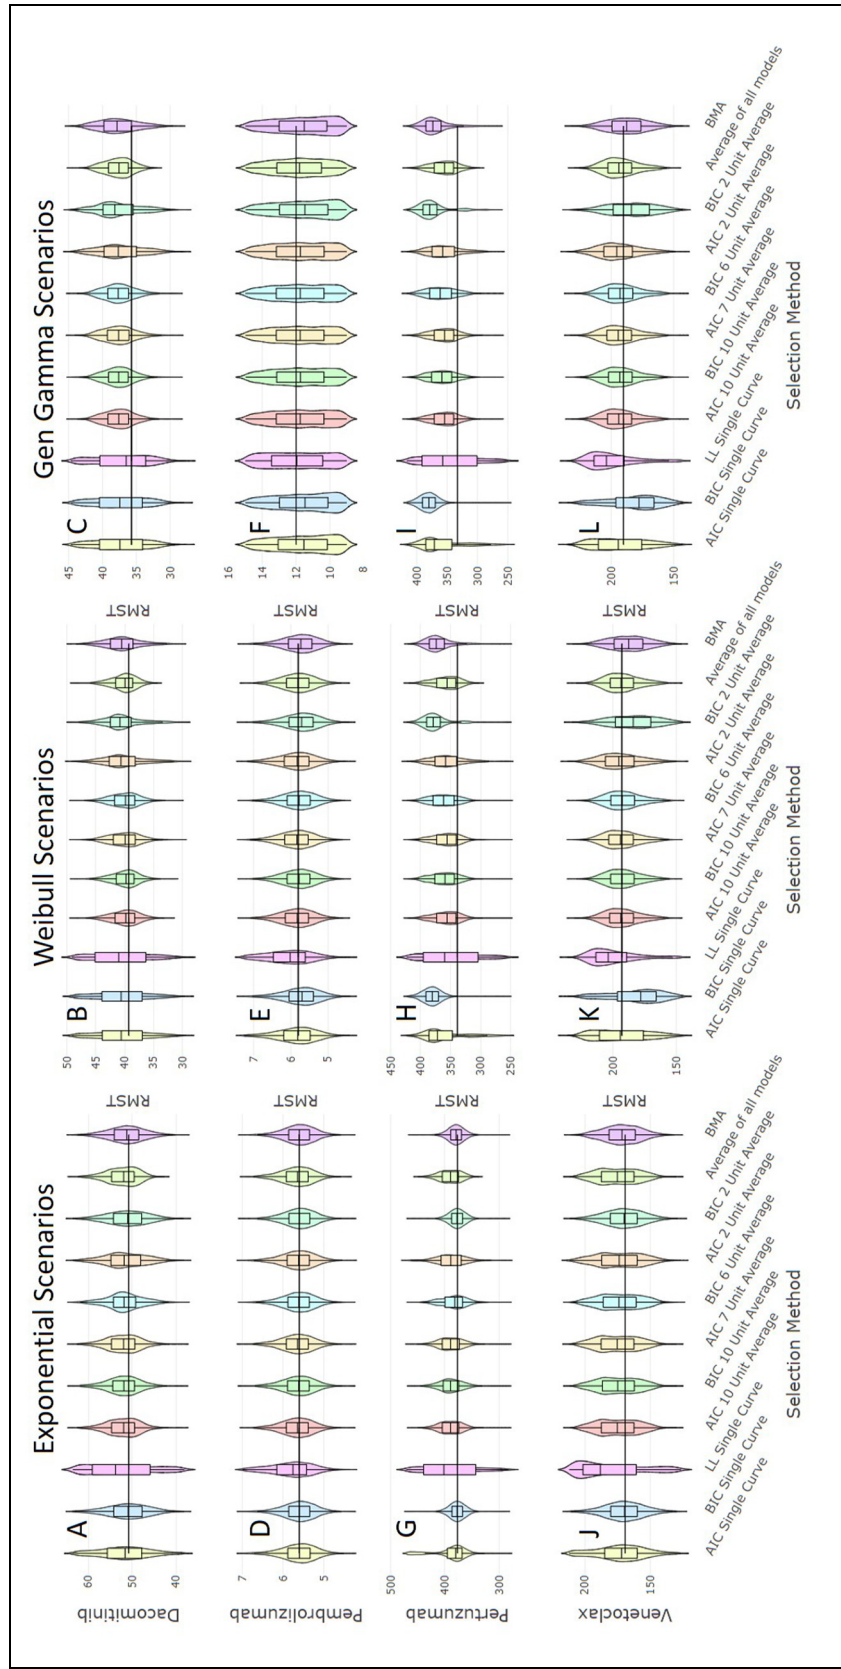 Exponential Scenarios
Weibull Scenarios
Gen Gamma Scenarios
A
60
50
40
Dacomitinib
B
50
45
40
35
30
RMST
C
45
40
35
30
RMST
D
7
6
5
Pembrolizumab
E
7
6
5
RMST
F
16
14
12
10
8
RMST
G
500
400
300
Pertuzumab
H
450
400
350
300
250
RMST
I
400
350
300
250
RMST
J
200
150
Venetoclax
K
200
150
RMST
L
200
150
RMST
AIC Single Curve
BIC Single Curve
LL Single Curve
AIC 10 Unit Average
BIC 10 Unit Average
AIC 7 Unit Average
BIC 6 Unit Average
AIC 2 Unit Average
BIC 2 Unit Average
Average of all models
BMA
Selection Method
AIC Single Curve
BIC Single Curve
LL Single Curve
AIC 10 Unit Average
BIC 10 Unit Average
AIC 7 Unit Average
BIC 6 Unit Average
AIC 2 Unit Average
BIC 2 Unit Average
Average of all models
BMA
Selection Method
AIC Single Curve
BIC Single Curve
LL Single Curve
AIC 10 Unit Average
BIC 10 Unit Average
AIC 7 Unit Average
BIC 6 Unit Average
AIC 2 Unit Average
BIC 2 Unit Average
Average of all models
BMA
Selection Method